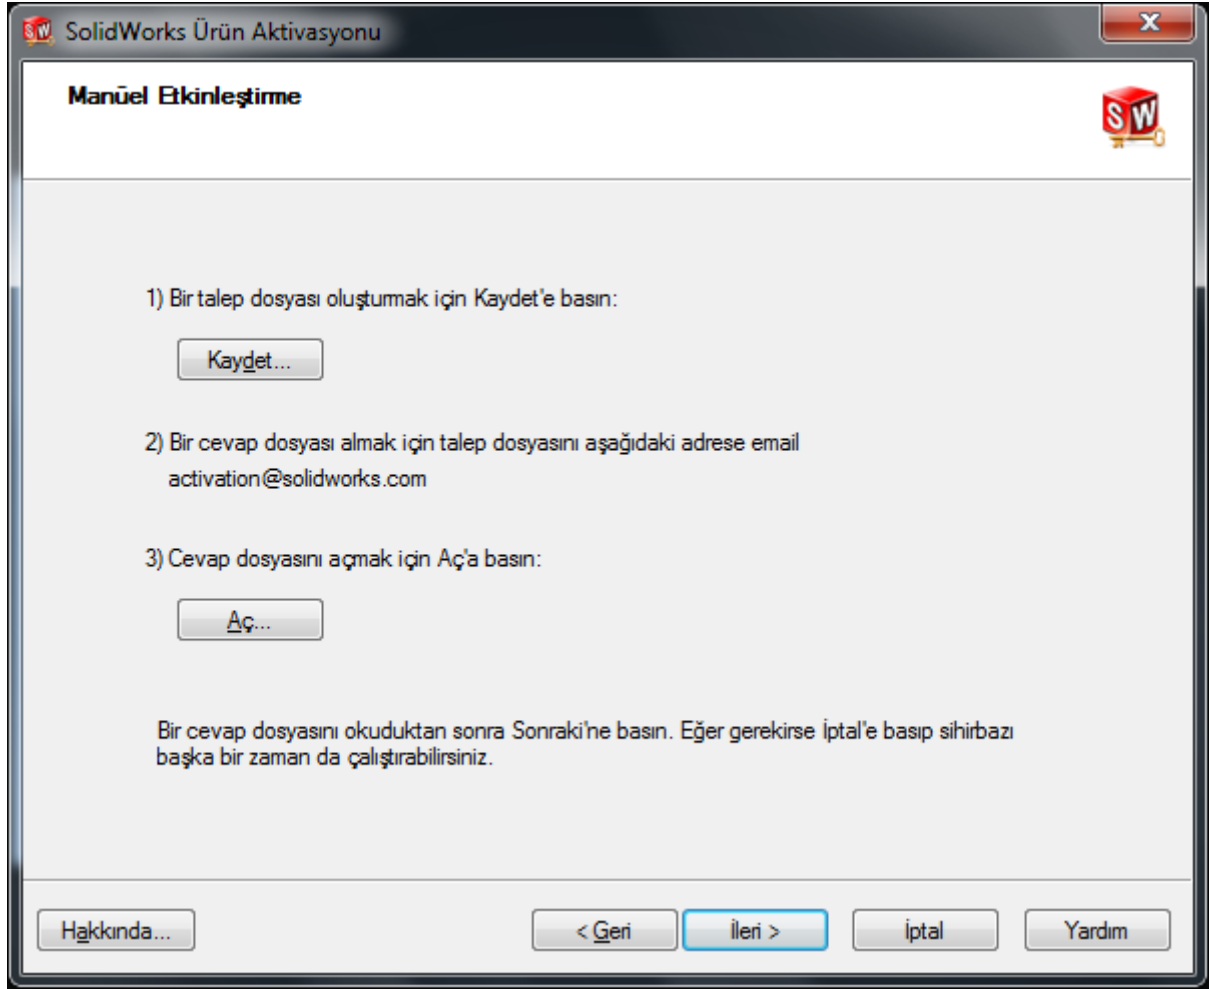 SolidWorks Ürün Aktivasyonu
Manüel Etkinleştirme
SW
1) Bir talep dosyası oluşturmak için Kaydet'e basın:
Kaydet...
2) Bir cevap dosyası almak için talep dosyasını aşağıdaki adrese email
activation@solidworks.com
3) Cevap dosyasını açmak için Aç'a basın:
Aç...
Bir cevap dosyasını okuduktan sonra Sonraki'ne basın. Eğer gerekirse İptal'e basıp sihirbazı
başka bir zaman da çalıştırabilirsiniz.
Hakkında... < Geri İleri > İptal Yardım